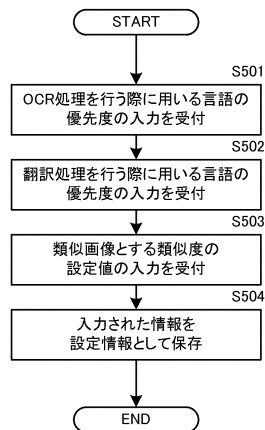 START
S501
OCR処理を行う際に用いる言語の
優先度の入力を受付
S502
翻訳処理を行う際に用いる言語の
優先度の入力を受付
S503
類似画像とする類似度の
設定値の入力を受付
S504
入力された情報を
設定情報として保存
END